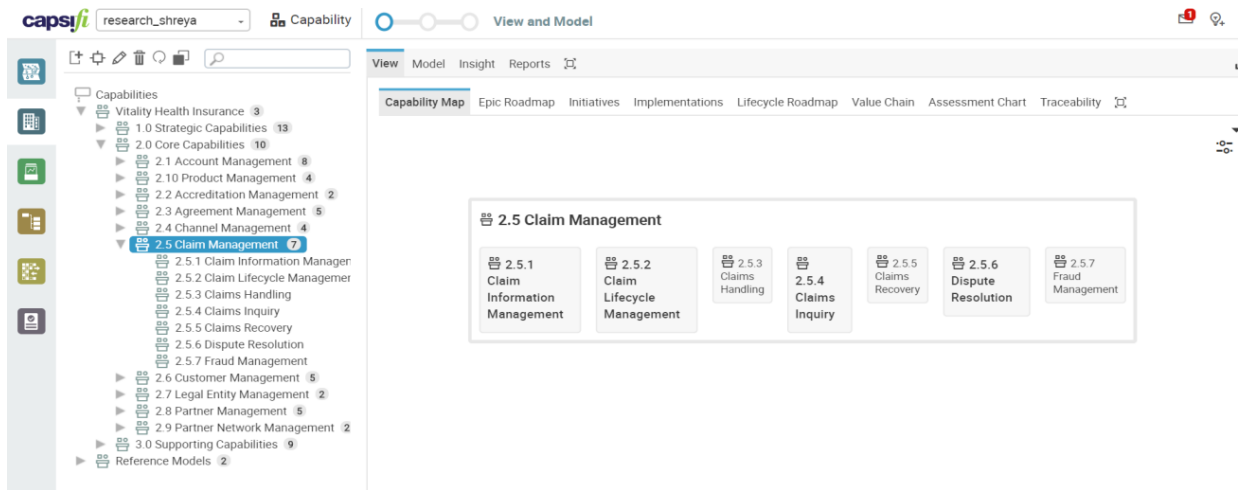 capsifi research_shreya Capability View and Model 1
View Model Insight Reports
Capability Map Epic Roadmap Initiatives Implementations Lifecycle Roadmap Value Chain Assessment Chart Traceability
Capabilities
Vitality Health Insurance 3
1.0 Strategic Capabilities 13
2.0 Core Capabilities 10
2.1 Account Management 8
2.10 Product Management 4
2.2 Accreditation Management 2
2.3 Agreement Management 5
2.4 Channel Management 4
2.5 Claim Management 7
2.5.1 Claim Information Manager
2.5.2 Claim Lifecycle Managemer
2.5.3 Claims Handling
2.5.4 Claims Inquiry
2.5.5 Claims Recovery
2.5.6 Dispute Resolution
2.5.7 Fraud Management
2.6 Customer Management 5
2.7 Legal Entity Management 2
2.8 Partner Management 5
2.9 Partner Network Management 2
3.0 Supporting Capabilities 9
Reference Models 2
2.5 Claim Management
2.5.1
Claim
Information
Management
2.5.2
Claim
Lifecycle
Management
2.5.3
Claims
Handling
2.5.4
Claims
Inquiry
2.5.5
Claims
Recovery
2.5.6
Dispute
Resolution
2.5.7
Fraud
Management